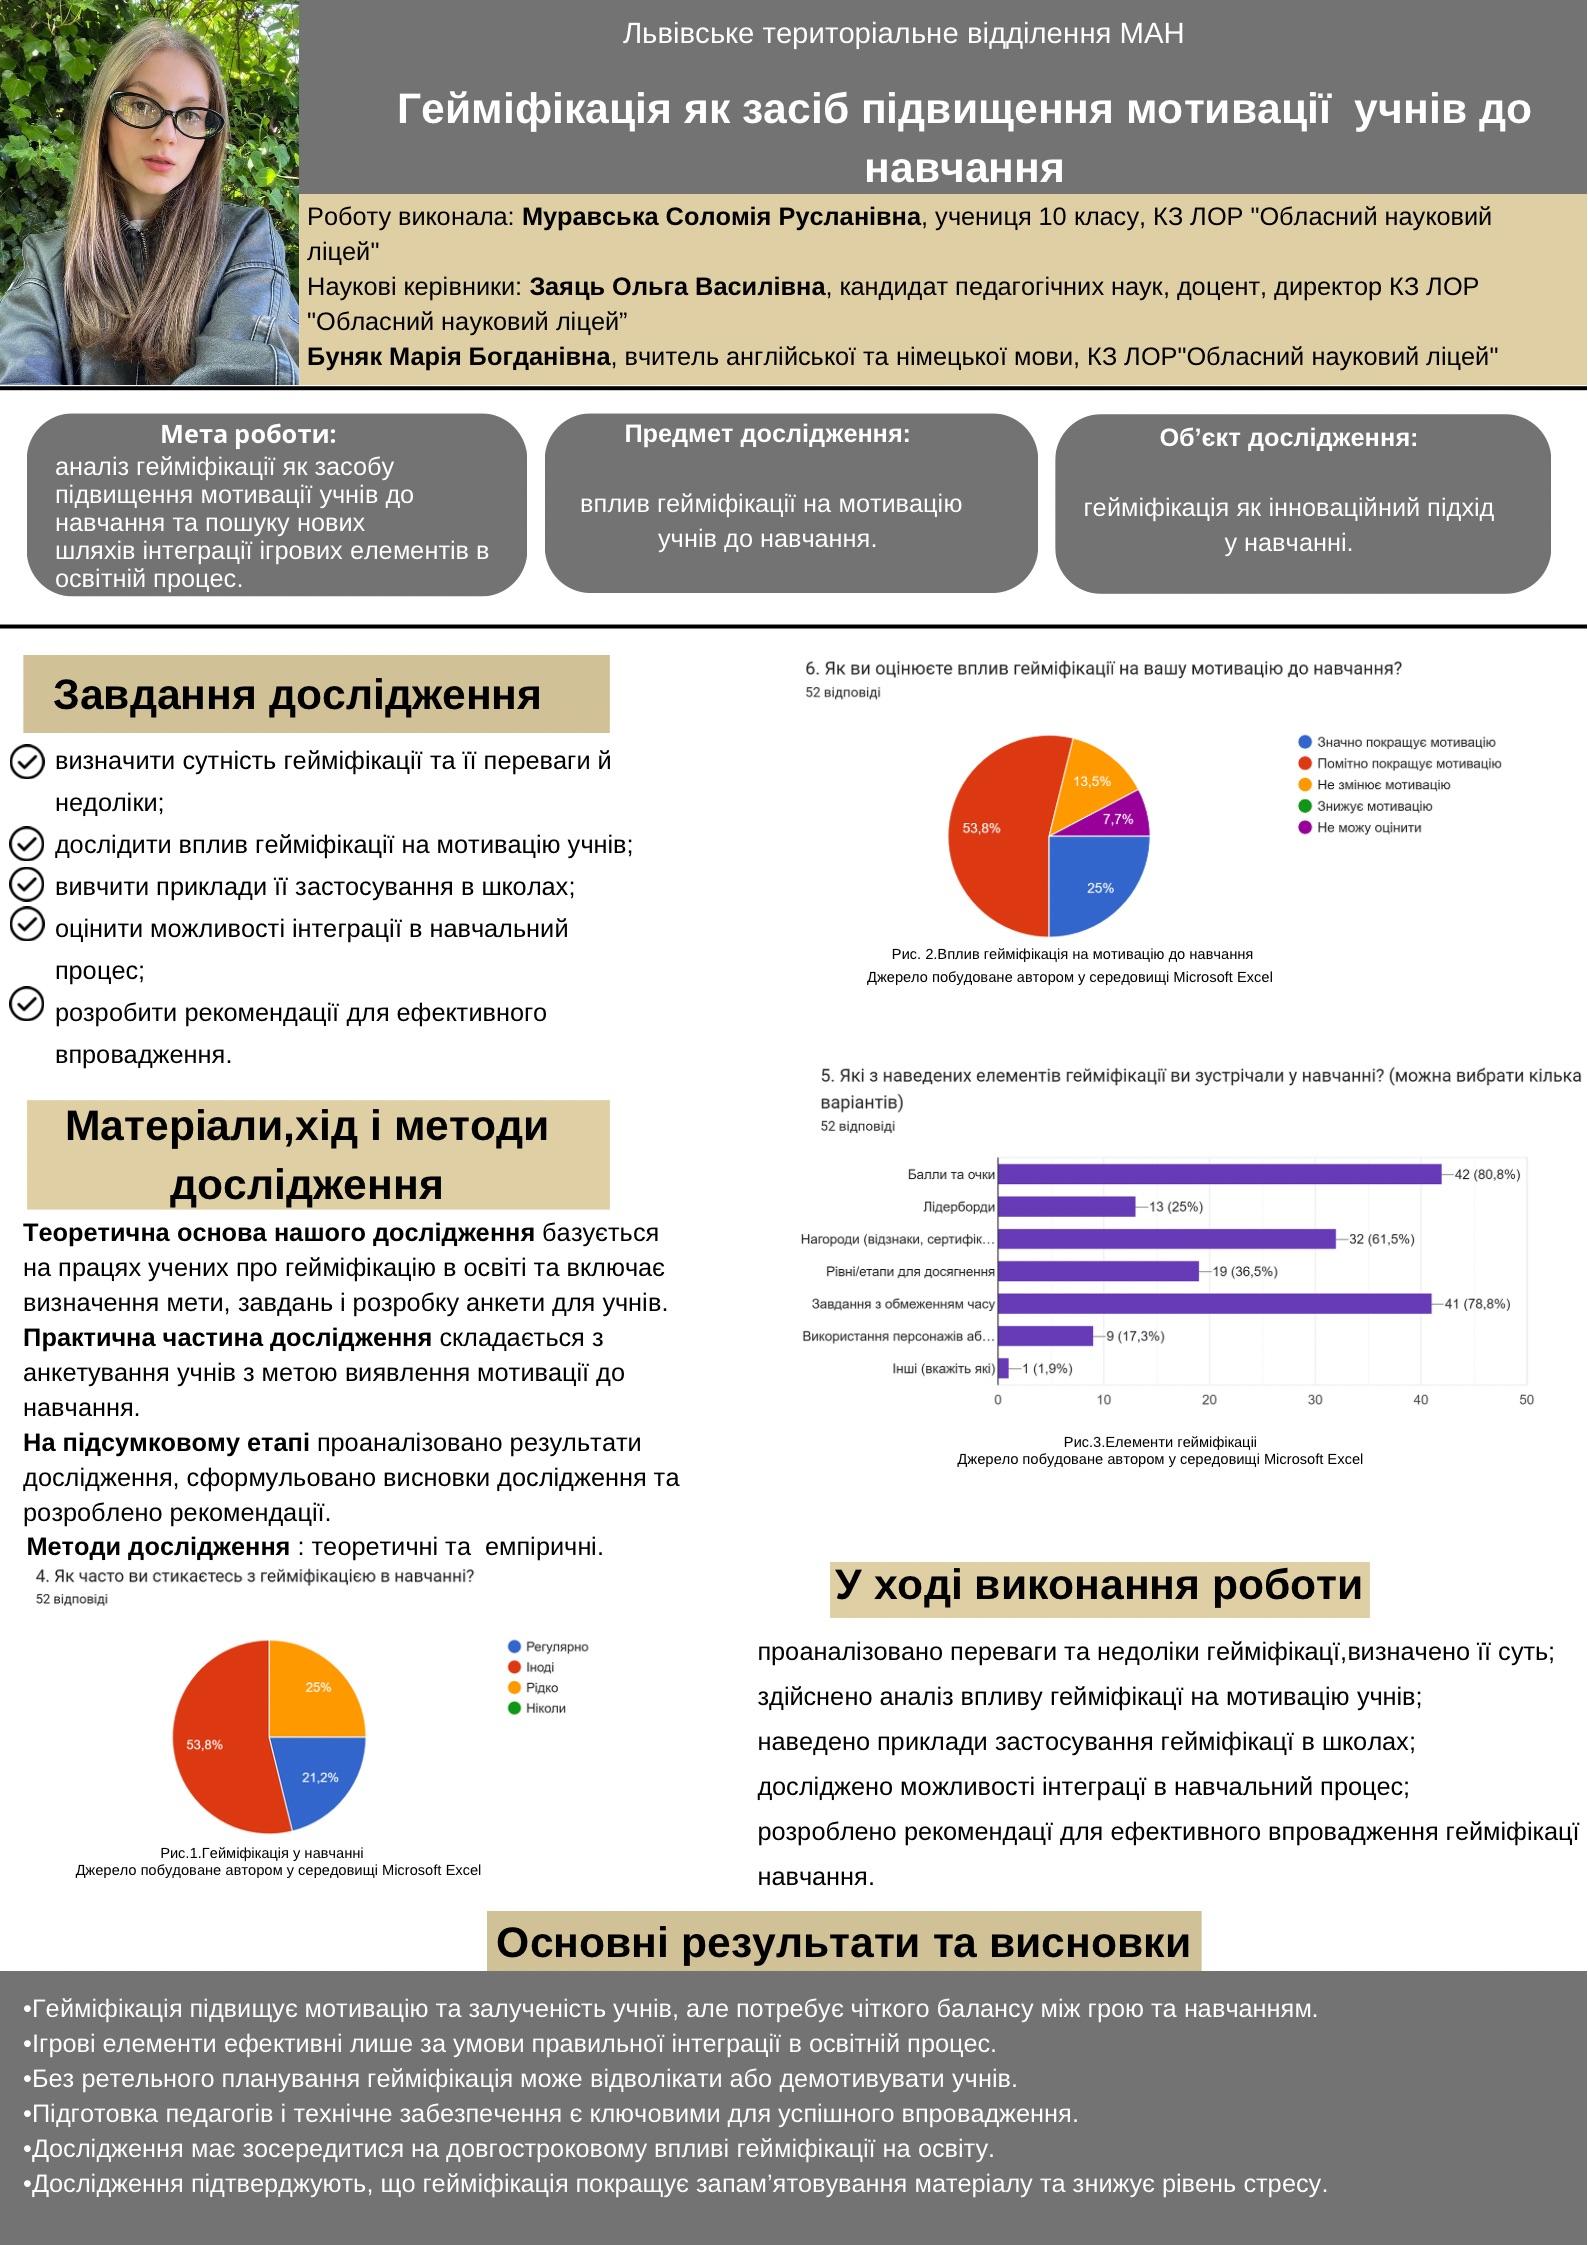 Львівське територіальне відділення МАН
Гейміфікація як засіб підвищення мотивації  учнів до
навчання
Роботу виконала: Муравська Соломія Русланівна, учениця 10 класу, КЗ ЛОР "Обласний науковий
ліцей"
Наукові керівники: Заяць Ольга Василівна, кандидат педагогічних наук, доцент, директор КЗ ЛОР
"Обласний науковий ліцей”
Буняк Марія Богданівна, вчитель англійської та німецької мови, КЗ ЛОР"Обласний науковий ліцей"
Мета роботи:
аналіз гейміфікації як засобу
підвищення мотивації учнів до
навчання та пошуку нових
шляхів інтеграції ігрових елементів в
освітній процес.
Предмет дослідження:
вплив гейміфікації на мотивацію
учнів до навчання.
Об’єкт дослідження:
гейміфікація як інноваційний підхід
у навчанні.
Завдання дослідження
визначити сутність гейміфікації та її переваги й
недоліки;
дослідити вплив гейміфікації на мотивацію учнів;
вивчити приклади її застосування в школах;
оцінити можливості інтеграції в навчальний
процес;
розробити рекомендації для ефективного
впровадження.
Матеріали,хід і методи
дослідження
Теоретична основа нашого дослідження базується
на працях учених про гейміфікацію в освіті та включає
визначення мети, завдань і розробку анкети для учнів.
Практична частина дослідження складається з
анкетування учнів з метою виявлення мотивації до
навчання.
На підсумковому етапі проаналізовано результати
дослідження, сформульовано висновки дослідження та
розроблено рекомендації.
Методи дослідження : теоретичні та  емпіричні.
4. Як часто ви стикаєтесь з гейміфікацією в навчанні?
52 відповіді
25%
53,8%
21,2%
Регулярно
Іноді
Рідко
Ніколи
Рис.1.Гейміфікація у навчанні
Джерело побудоване автором у середовищі Microsoft Excel
6. Як ви оцінюєте вплив гейміфікації на вашу мотивацію до навчання?
52 відповіді
13,5%
7,7%
53,8%
25%
Значно покращує мотивацію
Помітно покращує мотивацію
Не змінює мотивацію
Знижує мотивацію
Не можу оцінити
Рис. 2.Вплив гейміфікація на мотивацію до навчання
Джерело побудоване автором у середовищі Microsoft Excel
5. Які з наведених елементів гейміфікації ви зустрічали у навчанні? (можна вибрати кілька
варіантів)
52 відповіді
Балли та очки 42 (80,8%)
Лідерборди 13 (25%)
Нагороди (відзнаки, сертифік… 32 (61,5%)
Рівні/етапи для досягнення 19 (36,5%)
Завдання з обмеженням часу 41 (78,8%)
Використання персонажів аб… 9 (17,3%)
Інші (вкажіть які) 1 (1,9%)
0 10 20 30 40 50
Рис.3.Елементи гейміфікаціи
Джерело побудоване автором у середовищі Microsoft Excel
У ході виконання роботи
проаналізовано переваги та недоліки гейміфікації,визначено її суть;
здійснено аналіз впливу гейміфікацї на мотивацію учнів;
наведено приклади застосування гейміфікацї в школах;
досліджено можливості інтеграцї в навчальний процес;
розроблено рекомендацї для ефективного впровадження гейміфікацї
навчання.
Основні результати та висновки
•Гейміфікація підвищує мотивацію та залученість учнів, але потребує чіткого балансу між грою та навчанням.
•Ігрові елементи ефективні лише за умови правильної інтеграції в освітній процес.
•Без ретельного планування гейміфікація може відволікати або демотивувати учнів.
•Підготовка педагогів і технічне забезпечення є ключовими для успішного впровадження.
•Дослідження має зосередитися на довгостроковому впливі гейміфікації на освіту.
•Дослідження підтверджують, що гейміфікація покращує запам’ятовування матеріалу та знижує рівень стресу.